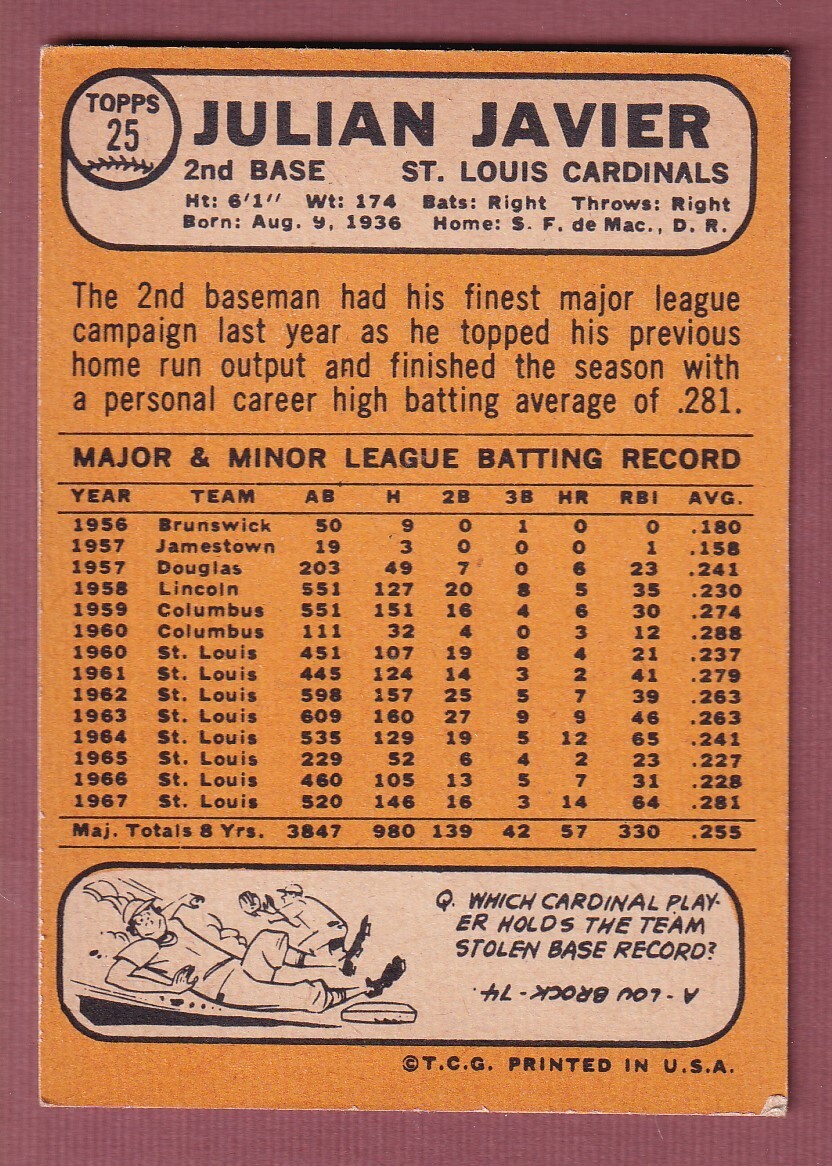 TOPPS
25
JULIAN JAVIER
2nd BASE ST. LOUIS CARDINALS
Ht: 6'1" Wt: 174 Bats: Right Throws: Right
Born: Aug. 9, 1936 Home: S. F. de Mac., D. R.
The 2nd baseman had his finest major league
campaign last year as he topped his previous
home run output and finished the season with
a personal career high batting average of .281.
MAJOR & MINOR LEAGUE BATTING RECORD
YEAR TEAM AB H 2B 3B HR RBI AVG.
1956 Brunswick 50 9 0 1 0 0 .180
1957 Jamestown 19 3 0 0 0 1 .158
1957 Douglas 203 49 7 0 6 23 .241
1958 Lincoln 551 127 20 8 5 35 .230
1959 Columbus 551 151 16 4 6 30 .274
1960 Columbus 111 32 4 0 3 12 .288
1960 St. Louis 451 107 19 8 4 21 .237
1961 St. Louis 445 124 14 3 2 41 .279
1962 St. Louis 598 157 25 5 7 39 .263
1963 St. Louis 609 160 27 9 9 46 .263
1964 St. Louis 535 129 19 5 12 65 .241
1965 St. Louis 229 52 6 4 2 23 .227
1966 St. Louis 460 105 13 5 7 31 .228
1967 St. Louis 520 146 16 3 14 64 .281
Maj. Totals 8 Yrs. 3847 980 139 42 57 330 .255
Q. WHICH CARDINAL PLAY-
ER HOLDS THE TEAM
STOLEN BASE RECORD?
A - LOU BROCK - 74.
©T.C.G. PRINTED IN U.S.A.